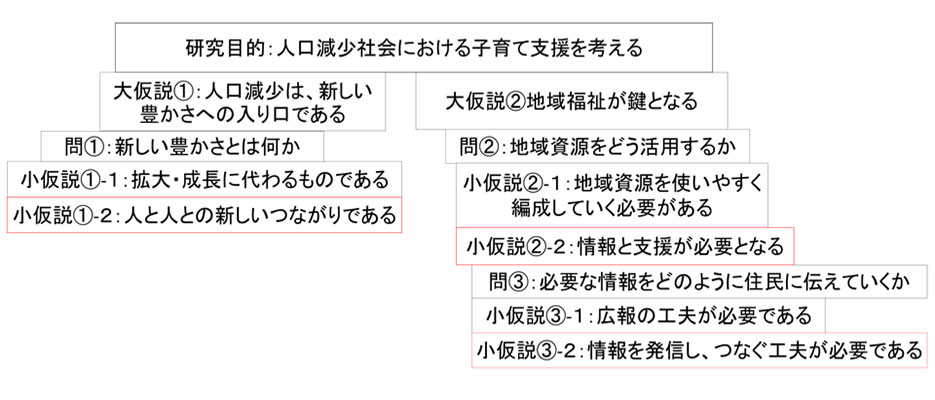 研究目的：人口減少社会における子育て支援を考える
大仮説①：人口減少は、新しい
豊かさへの入り口である
問①：新しい豊かさとは何か
小仮説①-1：拡大・成長に代わるものである
小仮説①-2：人と人との新しいつながりである
大仮説②地域福祉が鍵となる
問②：地域資源をどう活用するか
小仮説②-1：地域資源を使いやすく
編成していく必要がある
小仮説②-2：情報と支援が必要となる
問③：必要な情報をどのように住民に伝えていくか
小仮説③-1：広報の工夫が必要である
小仮説③-2：情報を発信し、つなぐ工夫が必要である